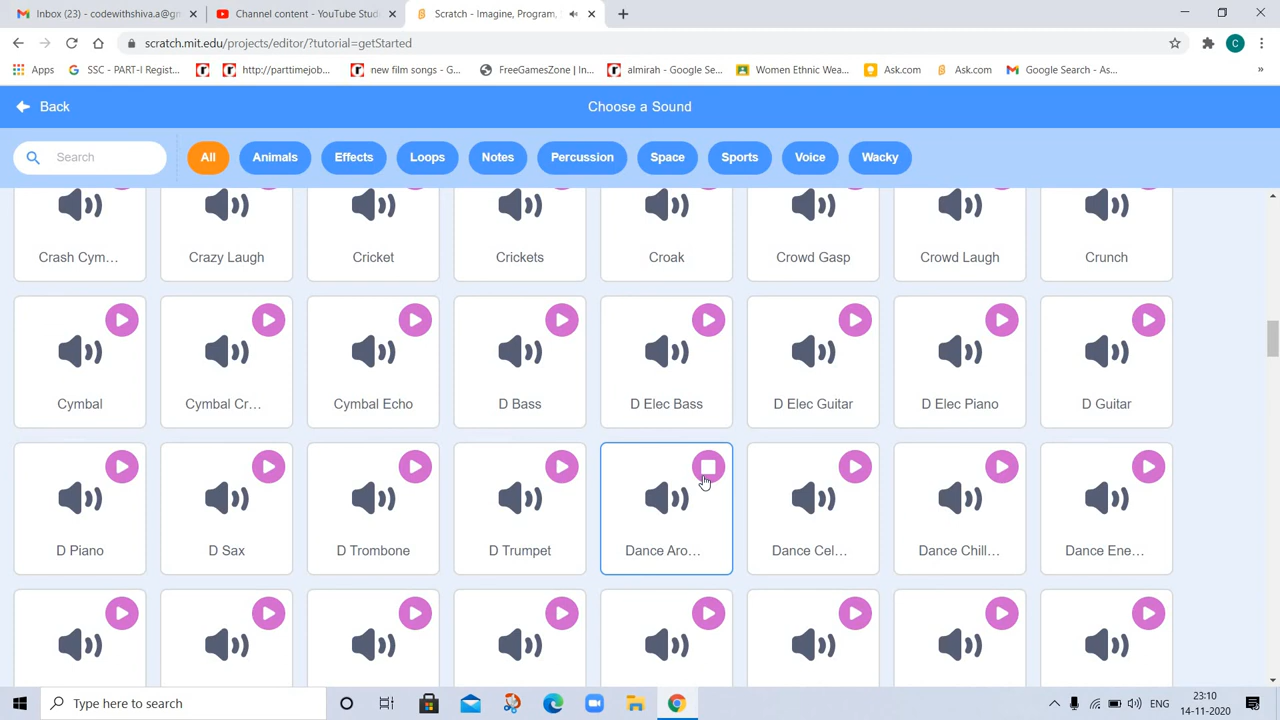 Inbox (23) - codewithshiva.a@gm
Channel content - YouTube Stud
Scratch - Imagine, Program,
scratch.mit.edu/projects/editor/?tutorial=getStarted
C
Apps
SSC - PART-I Regist...
http://parttimejob...
new film songs - G...
FreeGamesZone | In...
almirah - Google Se...
Women Ethnic Wea...
Ask.com
Ask.com
Google Search - As...
»
Back
Choose a Sound
Search
All
Animals
Effects
Loops
Notes
Percussion
Space
Sports
Voice
Wacky
Crash Cym...
Crazy Laugh
Cricket
Crickets
Croak
Crowd Gasp
Crowd Laugh
Crunch
Cymbal
Cymbal Cr...
Cymbal Echo
D Bass
D Elec Bass
D Elec Guitar
D Elec Piano
D Guitar
D Piano
D Sax
D Trombone
D Trumpet
Dance Aro...
Dance Cel...
Dance Chill...
Dance Ene...
Type here to search
ENG
23:10
14-11-2020